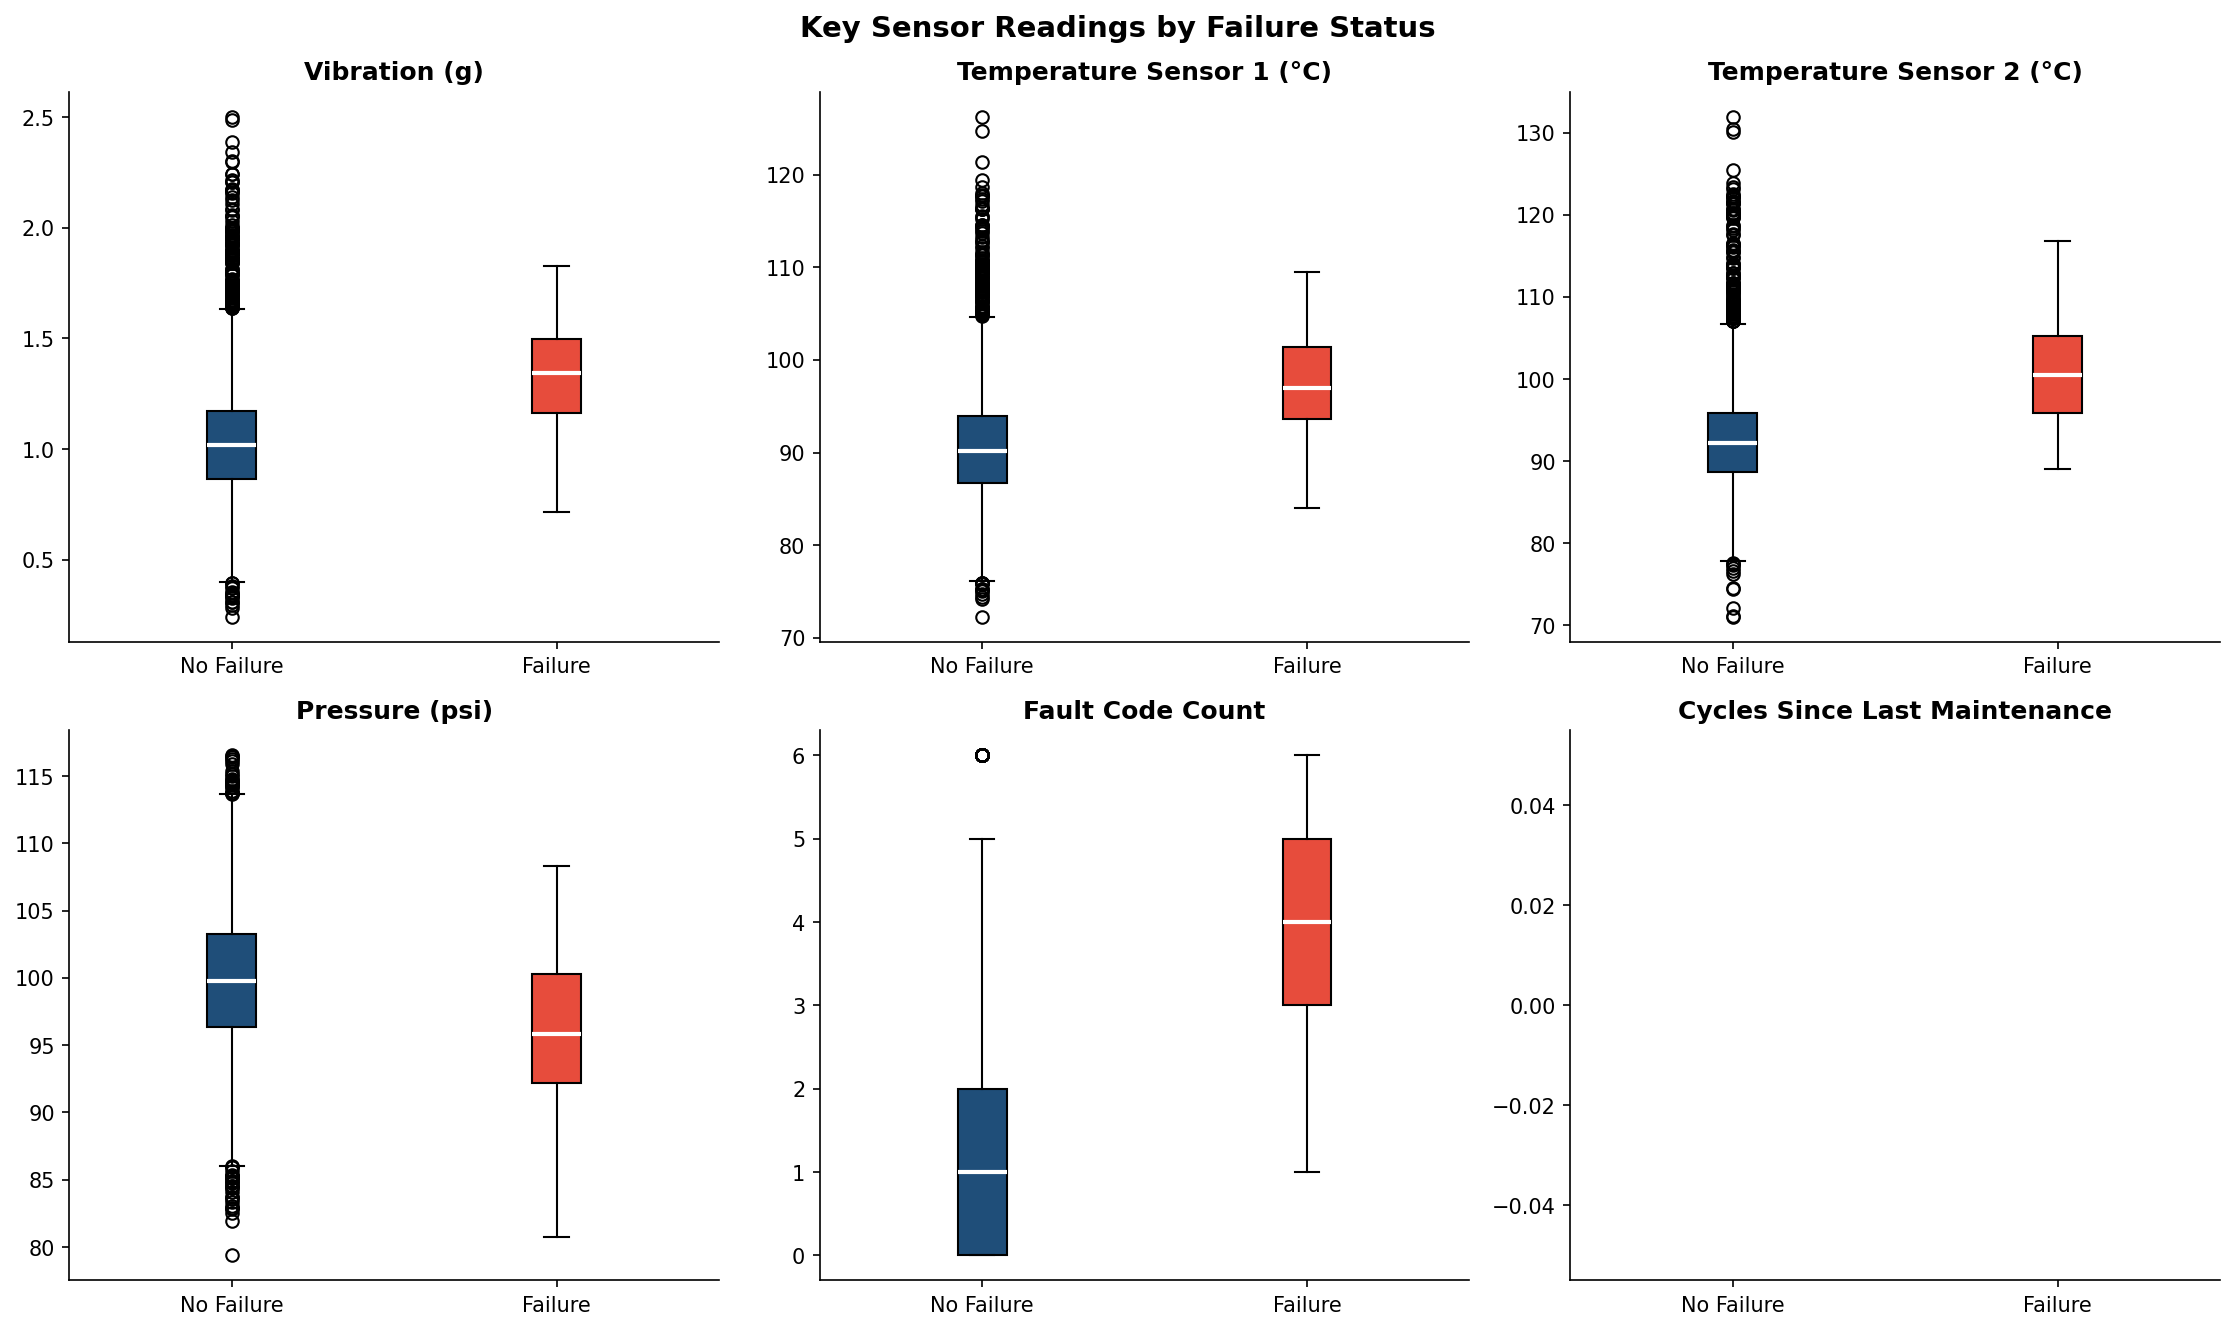 Key Sensor Readings by Failure Status
Vibration (g)
2.5
2.0
1.5
1.0
0.5
No Failure Failure
Temperature Sensor 1 (°C)
120
110
100
90
80
70
No Failure Failure
Temperature Sensor 2 (°C)
130
120
110
100
90
80
70
No Failure Failure
Pressure (psi)
115
110
105
100
95
90
85
80
No Failure Failure
Fault Code Count
6
5
4
3
2
1
0
No Failure Failure
Cycles Since Last Maintenance
0.04
0.02
0.00
−0.02
−0.04
No Failure Failure